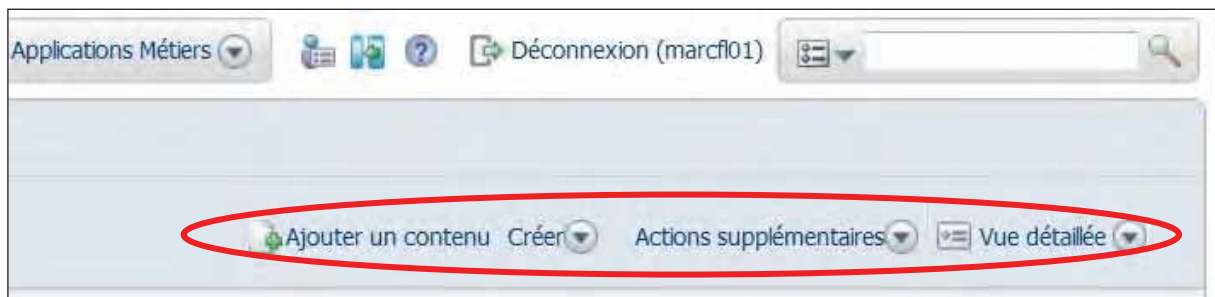 Applications Métiers Déconnexion (marcfl01)
Ajouter un contenu Créer Actions supplémentaires Vue détaillée